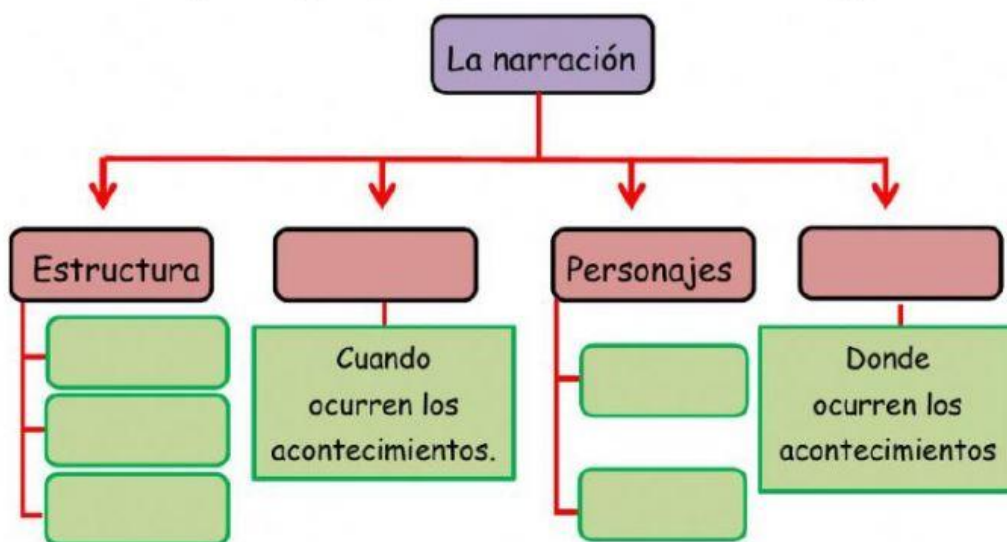 La narración
Estructura
Personajes
Cuando
ocurren los
acontecimientos.
Donde
ocurren los
acontecimientos